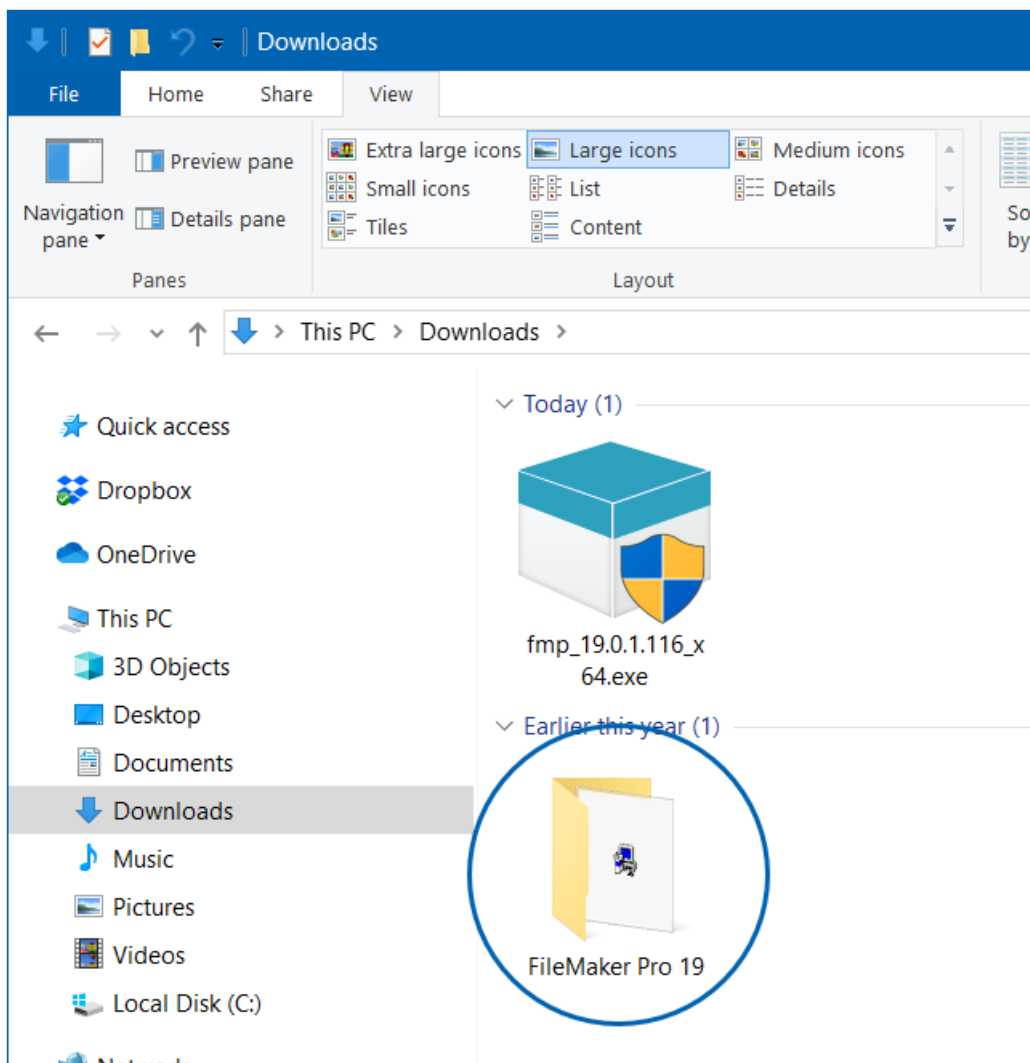 Downloads
File Home Share View
Extra large icons Large icons Medium icons
Preview pane
Small icons List Details
Navigation pane
Details pane
Tiles Content
Panes Layout
This PC > Downloads >
Today (1)
Quick access
Dropbox
OneDrive
This PC
3D Objects
Desktop
Documents
Downloads
Music
Pictures
Videos
Local Disk (C:)
fmp_19.0.1.116_x
64.exe
Earlier this year (1)
FileMaker Pro 19